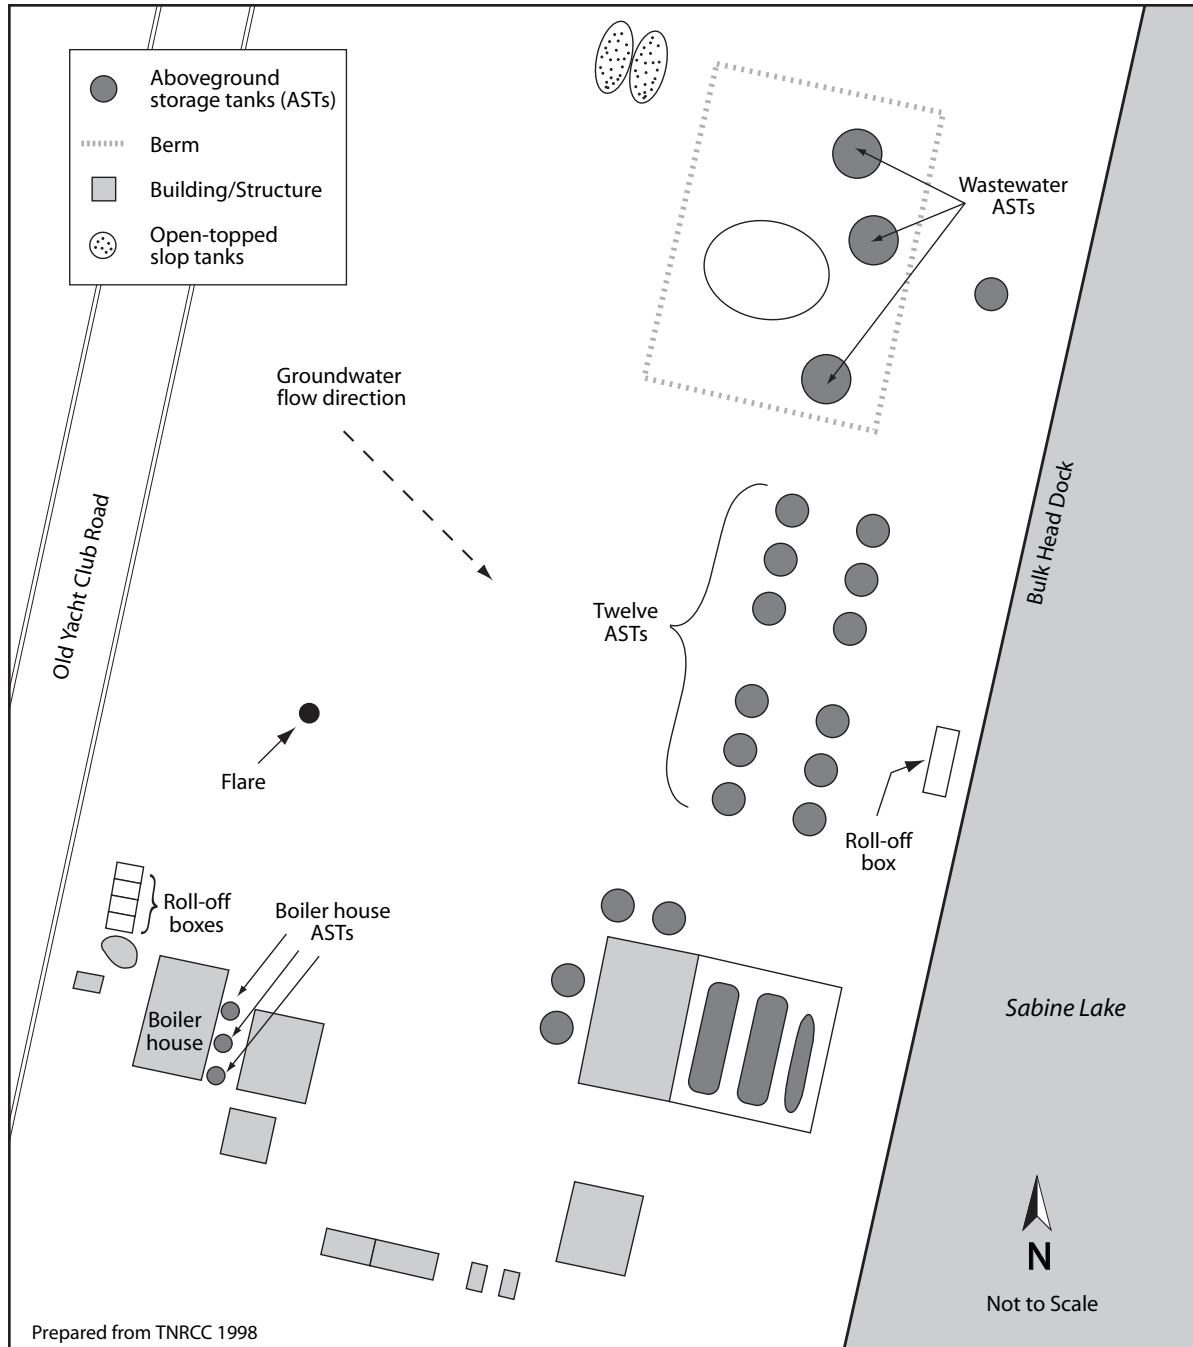 Aboveground
storage tanks (ASTs)
Berm
Building/Structure
Open-topped
slop tanks
Wastewater
ASTs
Groundwater
flow direction
Old Yacht Club Road
Bulk Head Dock
Twelve
ASTs
Flare
Roll-off
box
Roll-off
boxes
Boiler house
ASTs
Boiler
house
Sabine Lake
N
Not to Scale
Prepared from TNRCC 1998